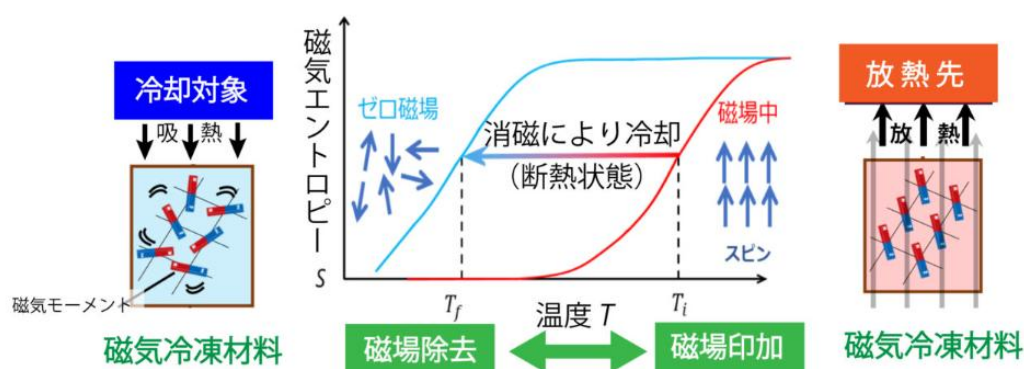 冷却対象
吸 熱
磁気モーメント
磁気冷凍材料
磁気エントロピー S
ゼロ磁場
消磁により冷却
(断熱状態)
磁場中
スピン
Tf
温度 T
Ti
磁場除去
磁場印加
放熱先
放 熱
磁気冷凍材料